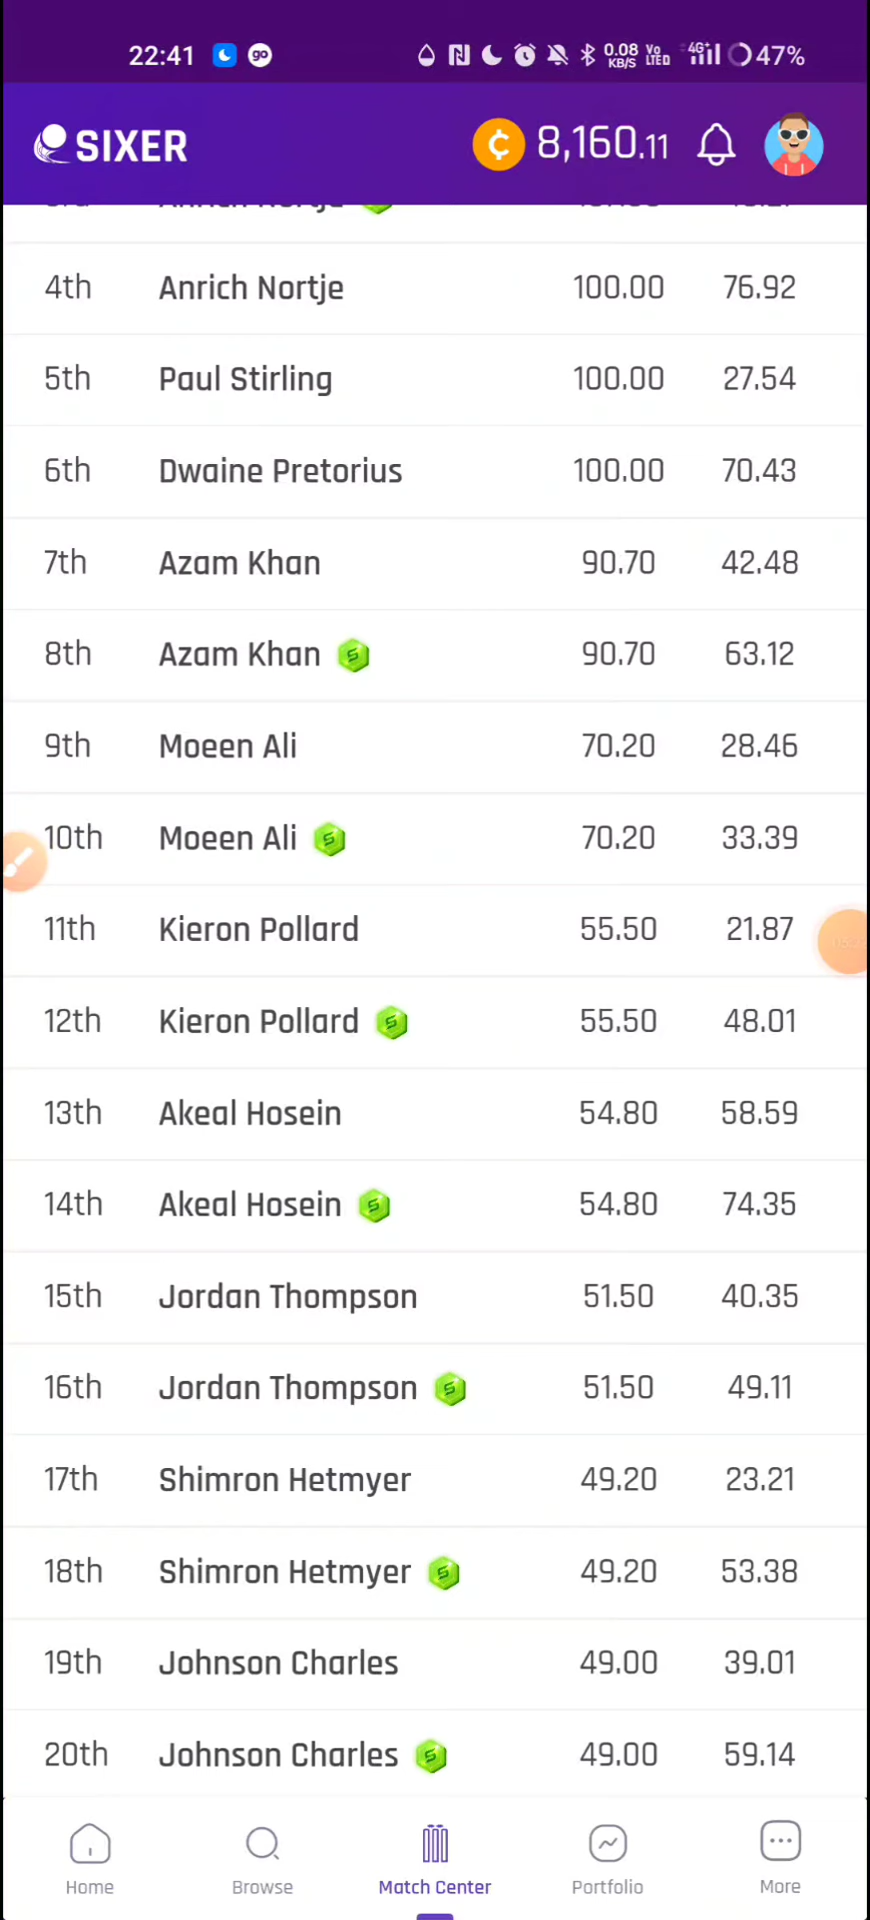 22:41 go 0.08 KB/S Vo LTED 4G+ 47%
SIXER ¢ 8,160.11
4th Anrich Nortje 100.00 76.92
5th Paul Stirling 100.00 27.54
6th Dwaine Pretorius 100.00 70.43
7th Azam Khan 90.70 42.48
8th Azam Khan S 90.70 63.12
9th Moeen Ali 70.20 28.46
10th Moeen Ali S 70.20 33.39
11th Kieron Pollard 55.50 21.87
12th Kieron Pollard S 55.50 48.01
13th Akeal Hosein 54.80 58.59
14th Akeal Hosein S 54.80 74.35
15th Jordan Thompson 51.50 40.35
16th Jordan Thompson S 51.50 49.11
17th Shimron Hetmyer 49.20 23.21
18th Shimron Hetmyer S 49.20 53.38
19th Johnson Charles 49.00 39.01
20th Johnson Charles S 49.00 59.14
Home Browse Match Center Portfolio More